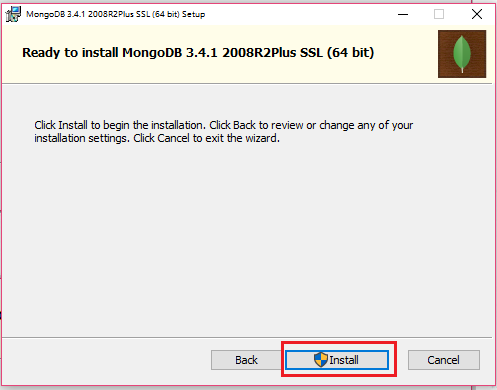 MongoDB 3.4.1 2008R2Plus SSL (64 bit) Setup
Ready to install MongoDB 3.4.1 2008R2Plus SSL (64 bit)
Click Install to begin the installation. Click Back to review or change any of your
installation settings. Click Cancel to exit the wizard.
Back Install Cancel